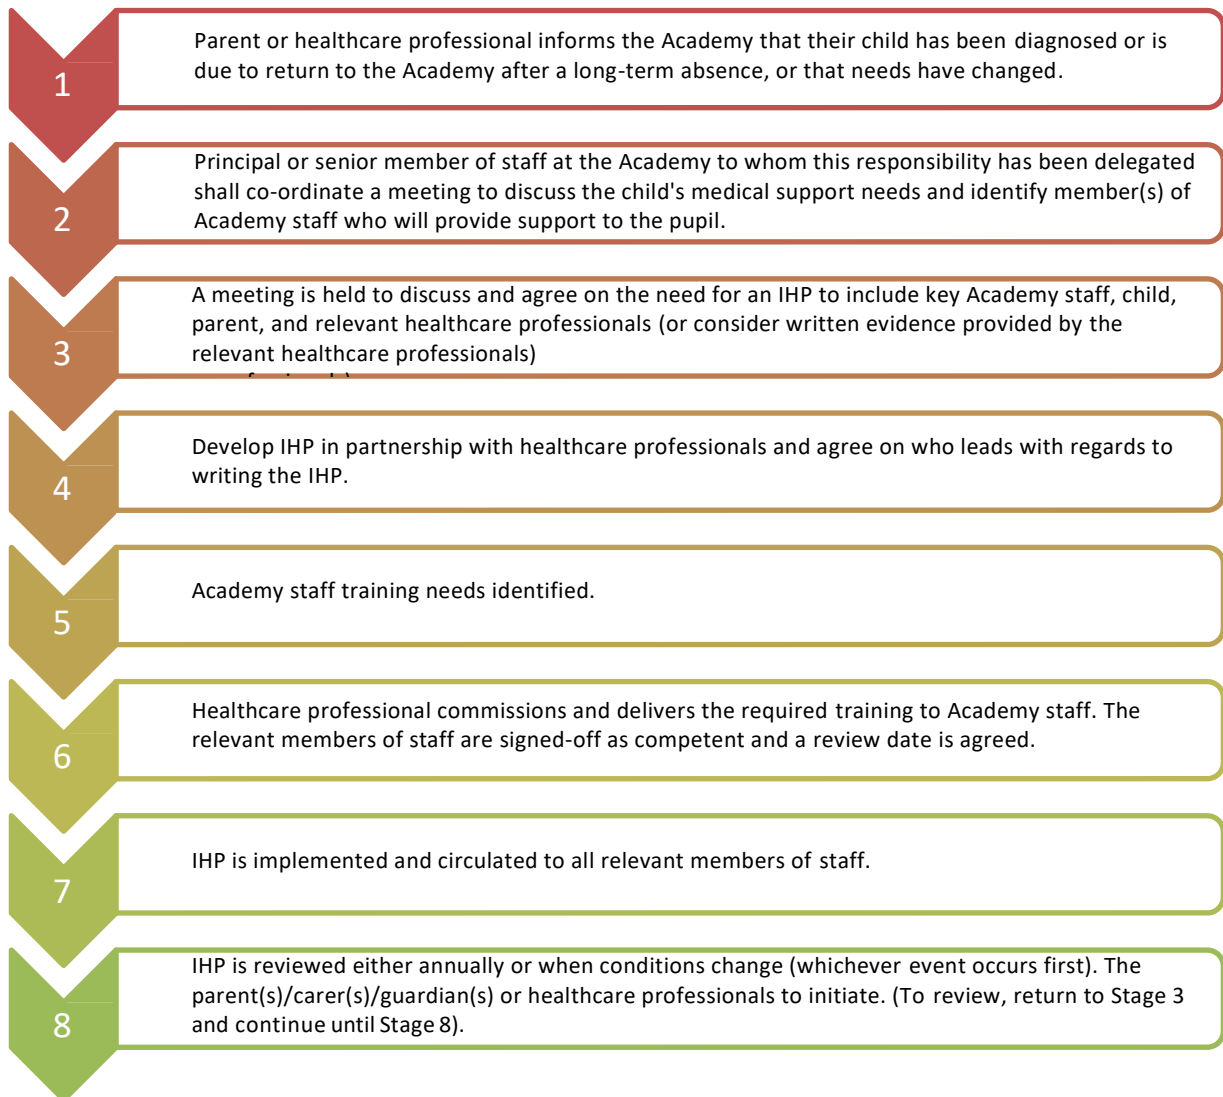 1
Parent or healthcare professional informs the Academy that their child has been diagnosed or is
due to return to the Academy after a long-term absence, or that needs have changed.
2
Principal or senior member of staff at the Academy to whom this responsibility has been delegated
shall co-ordinate a meeting to discuss the child's medical support needs and identify member(s) of
Academy staff who will provide support to the pupil.
3
A meeting is held to discuss and agree on the need for an IHP to include key Academy staff, child,
parent, and relevant healthcare professionals (or consider written evidence provided by the
relevant healthcare professionals)
4
Develop IHP in partnership with healthcare professionals and agree on who leads with regards to
writing the IHP.
5
Academy staff training needs identified.
6
Healthcare professional commissions and delivers the required training to Academy staff. The
relevant members of staff are signed-off as competent and a review date is agreed.
7
IHP is implemented and circulated to all relevant members of staff.
8
IHP is reviewed either annually or when conditions change (whichever event occurs first). The
parent(s)/carer(s)/guardian(s) or healthcare professionals to initiate. (To review, return to Stage 3
and continue until Stage 8).